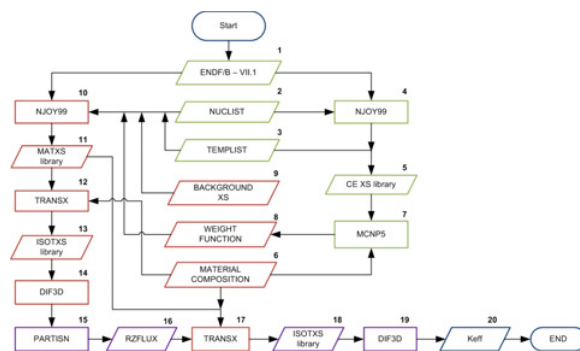 Start
1
ENDF/B – VII.1
10
NJOY99
2
NUCLIST
4
NJOY99
11
MATXS
library
3
TEMPLIST
5
CE XS library
12
TRANSX
9
BACKGROUND
XS
13
ISOTXS
library
8
WEIGHT
FUNCTION
7
MCNP5
14
DIF3D
6
MATERIAL
COMPOSITION
15
PARTISN
16
RZFLUX
17
TRANSX
18
ISOTXS
library
19
DIF3D
20
Keff
END